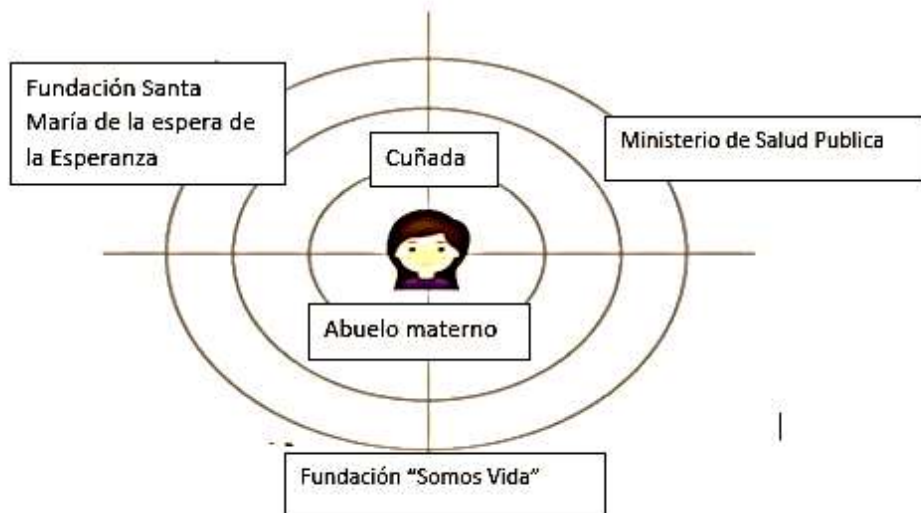 Fundación Santa
María de la espera de
la Esperanza
Ministerio de Salud Publica
Cuñada
Abuelo materno
Fundación “Somos Vida”